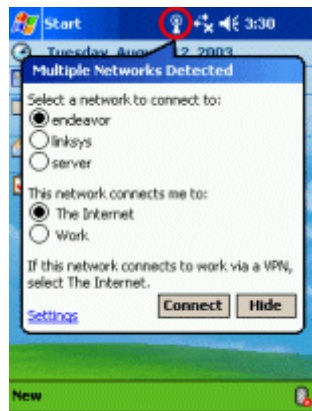 Start 3:30
Tuesday, August 12, 2003
Multiple Networks Detected
Select a network to connect to:
endeavor
linksys
server
This network connects me to:
The Internet
Work
If this network connects to work via a VPN,
select The Internet.
Settings Connect Hide
New